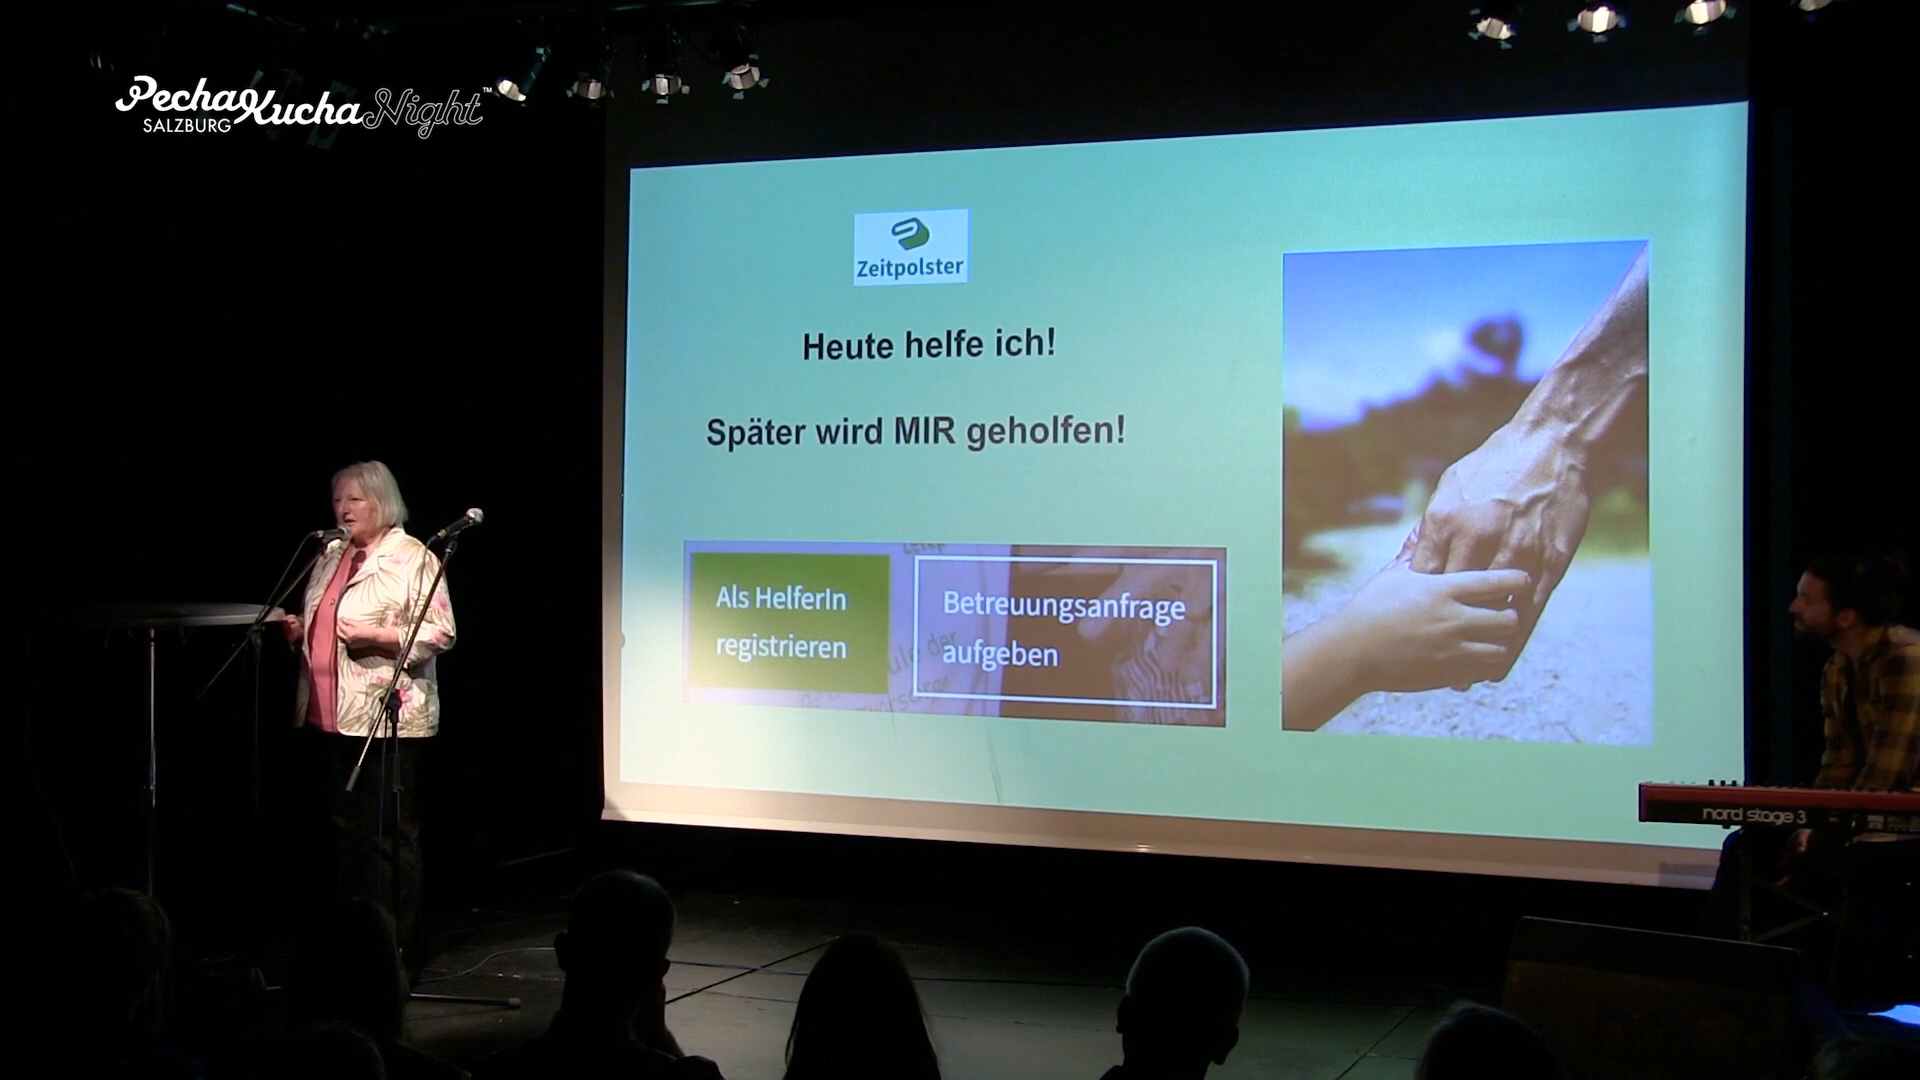 PechaKucha Night™
SALZBURG
Zeitpolster
Heute helfe ich!
Später wird MIR geholfen!
Als HelferIn
registrieren
Betreuungsanfrage
aufgeben
nord stage 3